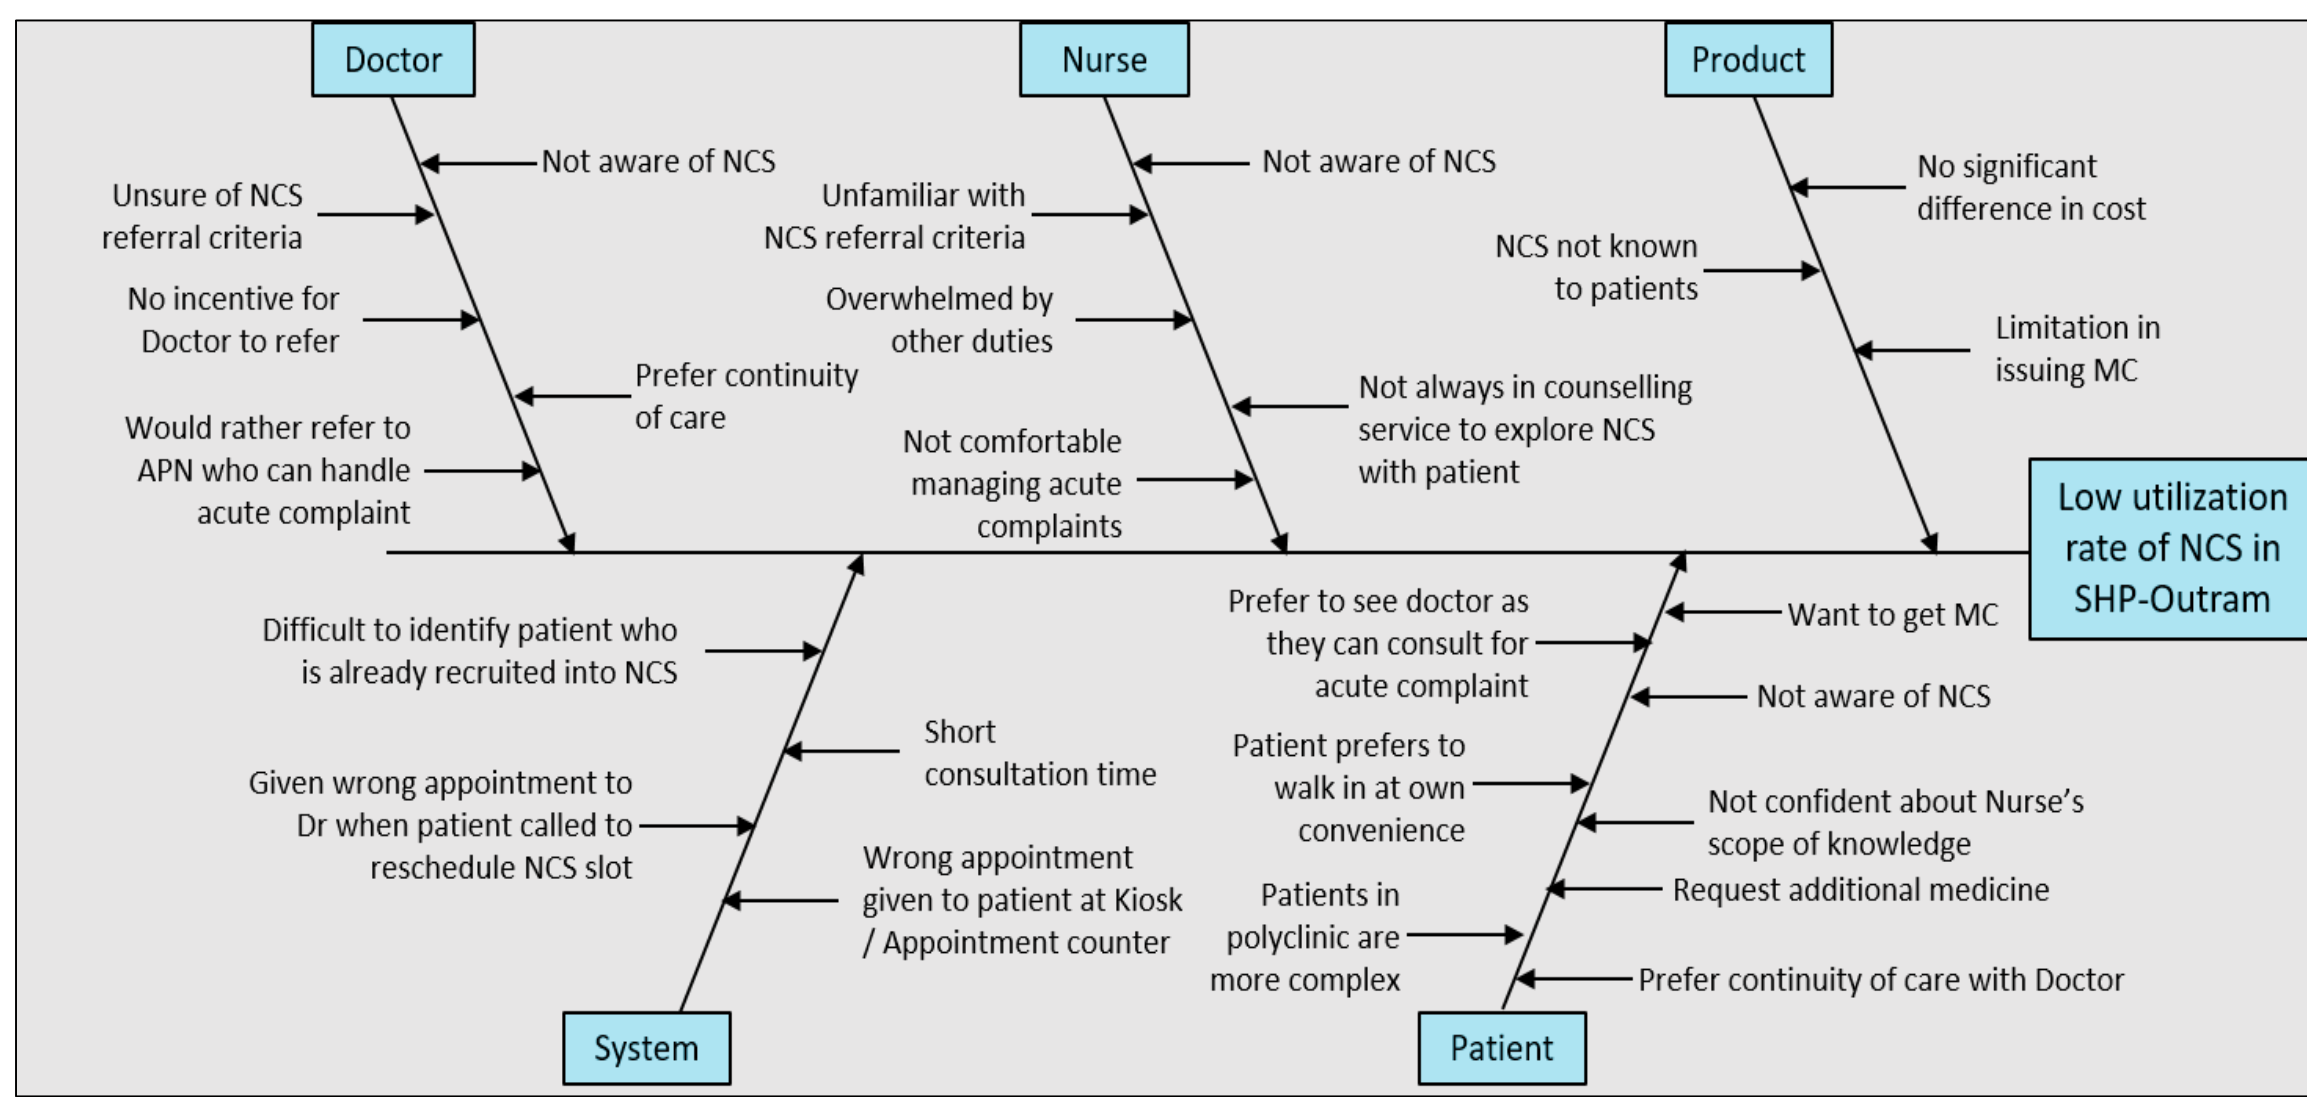 Doctor
Nurse
Product
Not aware of NCS
Unsure of NCS
referral criteria
No incentive for
Doctor to refer
Prefer continuity
of care
Would rather refer to
APN who can handle
acute complaint
Not aware of NCS
Unfamiliar with
NCS referral criteria
Overwhelmed by
other duties
Not always in counselling
service to explore NCS
with patient
Not comfortable
managing acute
complaints
No significant
difference in cost
NCS not known
to patients
Limitation in
issuing MC
Low utilization
rate of NCS in
SHP-Outram
Difficult to identify patient who
is already recruited into NCS
Short
consultation time
Given wrong appointment to
Dr when patient called to
reschedule NCS slot
Wrong appointment
given to patient at Kiosk
/ Appointment counter
Prefer to see doctor as
they can consult for
acute complaint
Want to get MC
Not aware of NCS
Patient prefers to
walk in at own
convenience
Not confident about Nurse’s
scope of knowledge
Request additional medicine
Patients in
polyclinic are
more complex
Prefer continuity of care with Doctor
System
Patient